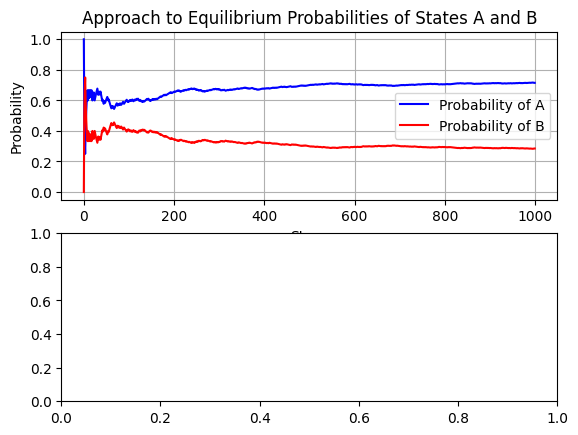 Approach to Equilibrium Probabilities of States A and B
1.0
0.8
0.6
0.4
0.2
0.0
Probability
Probability of A
Probability of B
0 200 400 600 800 1000
1.0
0.8
0.6
0.4
0.2
0.0
0.0 0.2 0.4 0.6 0.8 1.0